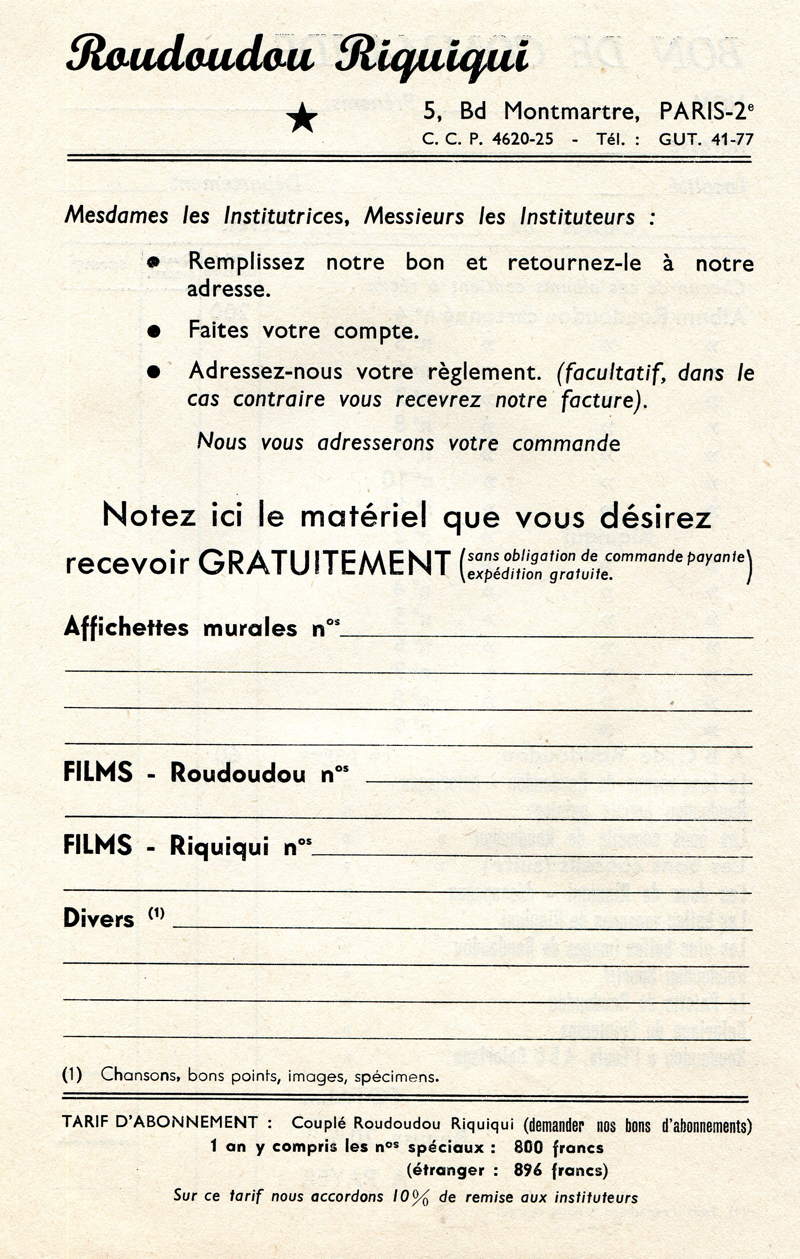 Roudoudou Riquiqui
★ 5, Bd Montmartre, PARIS-2e
C. C. P. 4620-25 - Tél. : GUT. 41-77
Mesdames les Institutrices, Messieurs les Instituteurs :
● Remplissez notre bon et retournez-le à notre
adresse.
● Faites votre compte.
● Adressez-nous votre règlement. (facultatif, dans le
cas contraire vous recevrez notre facture).
Nous vous adresserons votre commande
Notez ici le matériel que vous désirez
recevoir GRATUITEMENT (sans obligation de commande payante
expédition gratuite.)
Affichettes murales nos
FILMS - Roudoudou nos
FILMS - Riquiqui nos
Divers (1)
(1) Chansons, bons points, images, spécimens.
TARIF D'ABONNEMENT : Couplé Roudoudou Riquiqui (demander nos bons d'abonnements)
1 an y compris les nos spéciaux : 800 francs
(étranger : 896 francs)
Sur ce tarif nous accordons 10% de remise aux instituteurs